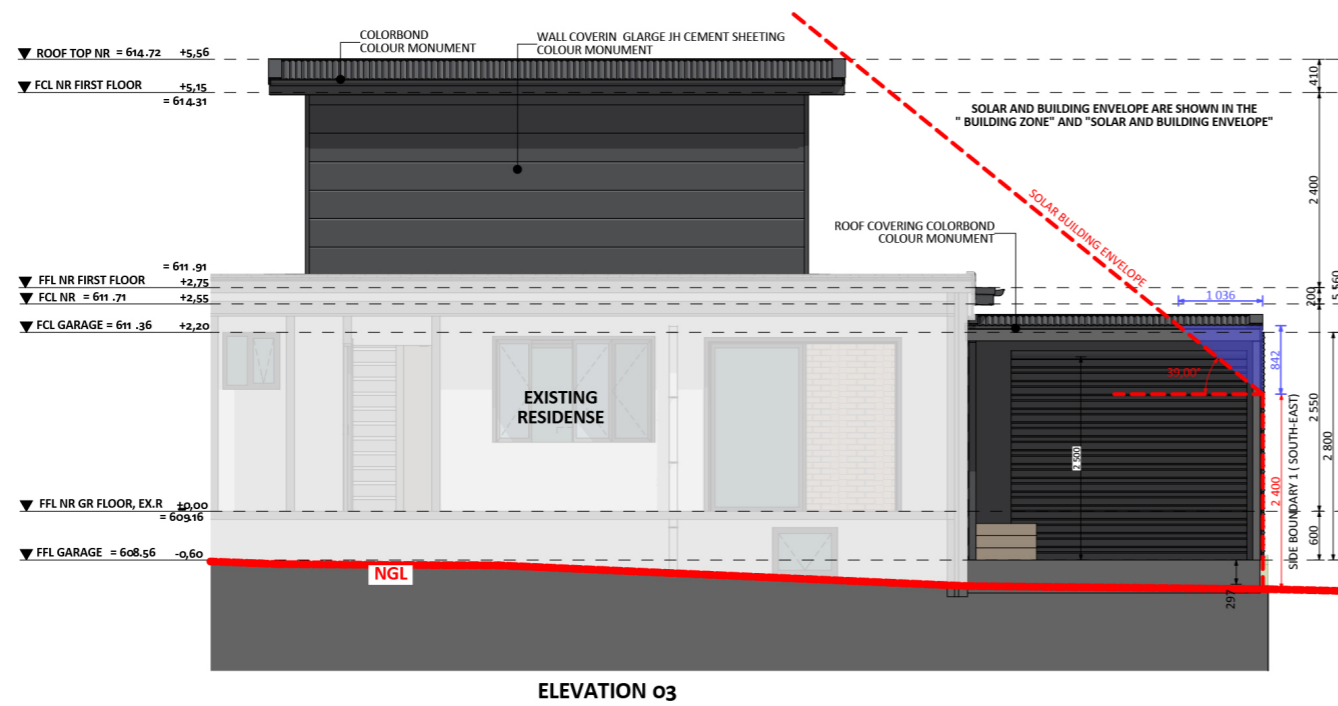 COLORBOND
COLOUR MONUMENT
WALL COVERIN GLARGE JH CEMENT SHEETING
COLOUR MONUMENT
ROOF TOP NR = 614.72 +5,56
FCL NR FIRST FLOOR +5,15
= 614.31
410
SOLAR AND BUILDING ENVELOPE ARE SHOWN IN THE
" BUILDING ZONE" AND "SOLAR AND BUILDING ENVELOPE"
2 400
SOLAR BUILDING ENVELOPE
ROOF COVERING COLORBOND
COLOUR MONUMENT
= 611 .91
FFL NR FIRST FLOOR +2,75
FCL NR = 611 .71 +2,55
FCL GARAGE = 611 .36 +2,20
1 036
200
5 560
842
39,00°
EXISTING
RESIDENSE
2 550
2 800
2 500
2 400
SIDE BOUNDARY 1 ( SOUTH-EAST)
FFL NR GR FLOOR, EX.R ±0,00
= 609.16
600
FFL GARAGE = 608.56 -0,60
NGL
297
ELEVATION 03